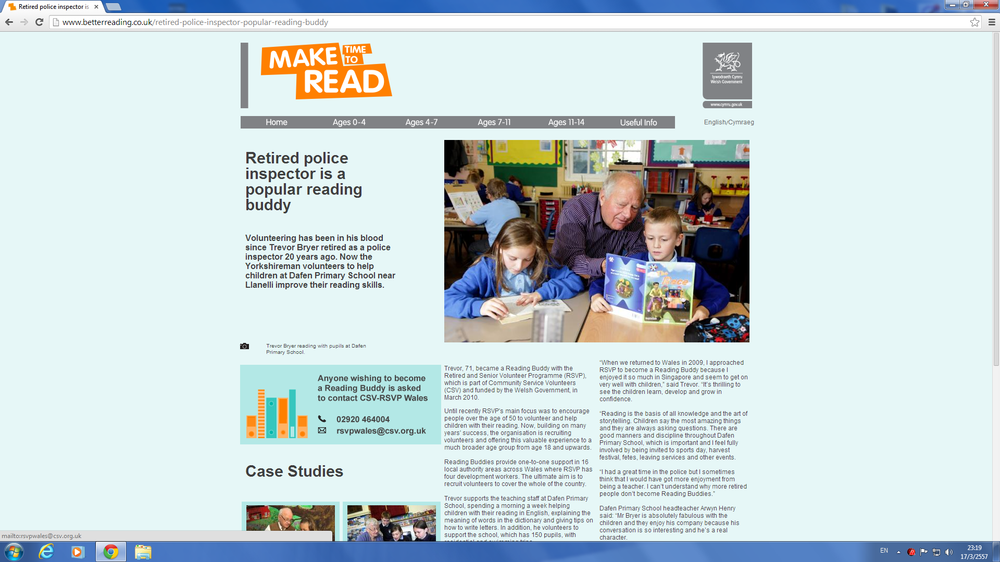 Retired police inspector is
www.betterreading.co.uk/retired-police-inspector-popular-reading-buddy
MAKE TIME TO READ
lywodraeth Cymru
Welsh Government
www.cymru.gov.uk
Home
Ages 0-4
Ages 4-7
Ages 7-11
Ages 11-14
Useful Info
English/Cymraeg
Retired police
inspector is a
popular reading
buddy
Volunteering has been in his blood
since Trevor Bryer retired as a police
inspector 20 years ago. Now the
Yorkshireman volunteers to help
children at Dafen Primary School near
Llanelli improve their reading skills.
The
Race
Trevor Bryer reading with pupils at Dafen
Primary School.
Anyone wishing to become
a Reading Buddy is asked
to contact CSV-RSVP Wales
02920 464004
rsvpwales@csv.org.uk
Case Studies
Trevor, 71, became a Reading Buddy with the
Retired and Senior Volunteer Programme (RSVP),
which is part of Community Service Volunteers
(CSV) and funded by the Welsh Government, in
March 2010.
Until recently RSVP's main focus was to encourage
people over the age of 50 to volunteer and help
children with their reading. Now, building on many
years' success, the organisation is recruiting
volunteers and offering this valuable experience to a
much broader age group from age 18 and upwards.
Reading Buddies provide one-to-one support in 16
local authority areas across Wales where RSVP has
four development workers. The ultimate aim is to
recruit volunteers to cover the whole of the country.
Trevor supports the teaching staff at Dafen Primary
School, spending a morning a week helping
children with their reading in English, explaining the
meaning of words in the dictionary and giving tips on
how to write letters. In addition, he volunteers to
support the school, which has 150 pupils, with
residential and swimming trips.
“When we returned to Wales in 2009, I approached
RSVP to become a Reading Buddy because I
enjoyed it so much in Singapore and seem to get on
very well with children,” said Trevor. “It’s thrilling to
see the children learn, develop and grow in
confidence.
“Reading is the basis of all knowledge and the art of
storytelling. Children say the most amazing things
and they are always asking questions. There are
good manners and discipline throughout Dafen
Primary School, which is important and I feel fully
involved by being invited to sports day, harvest
festival, fetes, leaving services and other events.
“I had a great time in the police but I sometimes
think that I would have got more enjoyment from
being a teacher. I can’t understand why more retired
people don’t become Reading Buddies.”
Dafen Primary School headteacher Arwyn Henry
said: “Mr Bryer is absolutely fabulous with the
children and they enjoy his company because his
conversation is so interesting and he’s a real
character.
mailto:rsvpwales@csv.org.uk
EN
23:19
17/3/2557